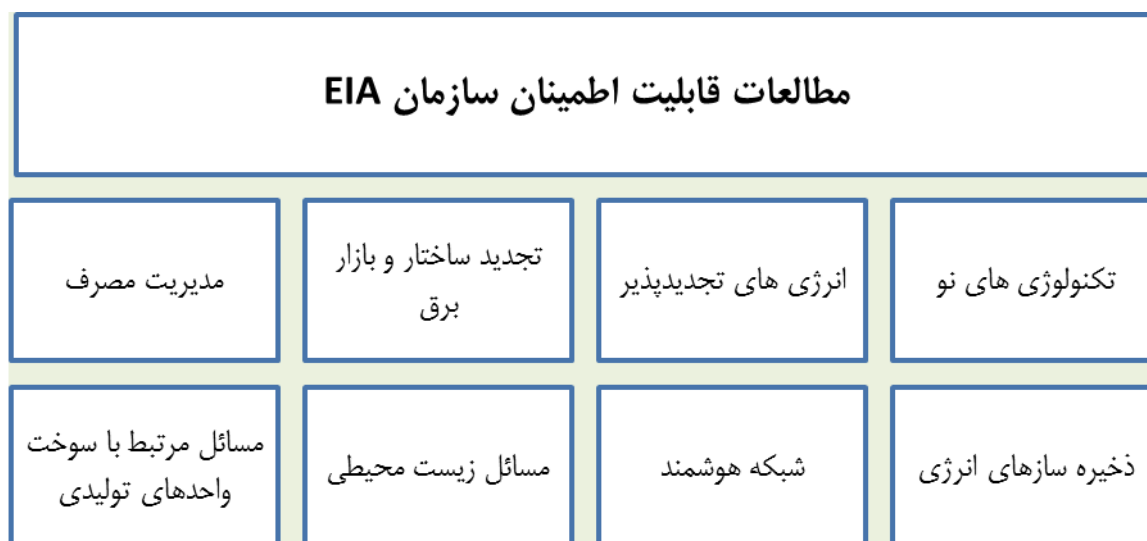 مطالعات قابلیت اطمینان سازمان EIA
تکنولوژی های نو
انرژی های تجدیدپذیر
تجدید ساختار و بازار
برق
مدیریت مصرف
ذخیره سازهای انرژی
شبکه هوشمند
مسائل زیست محیطی
مسائل مرتبط با سوخت
واحدهای تولیدی